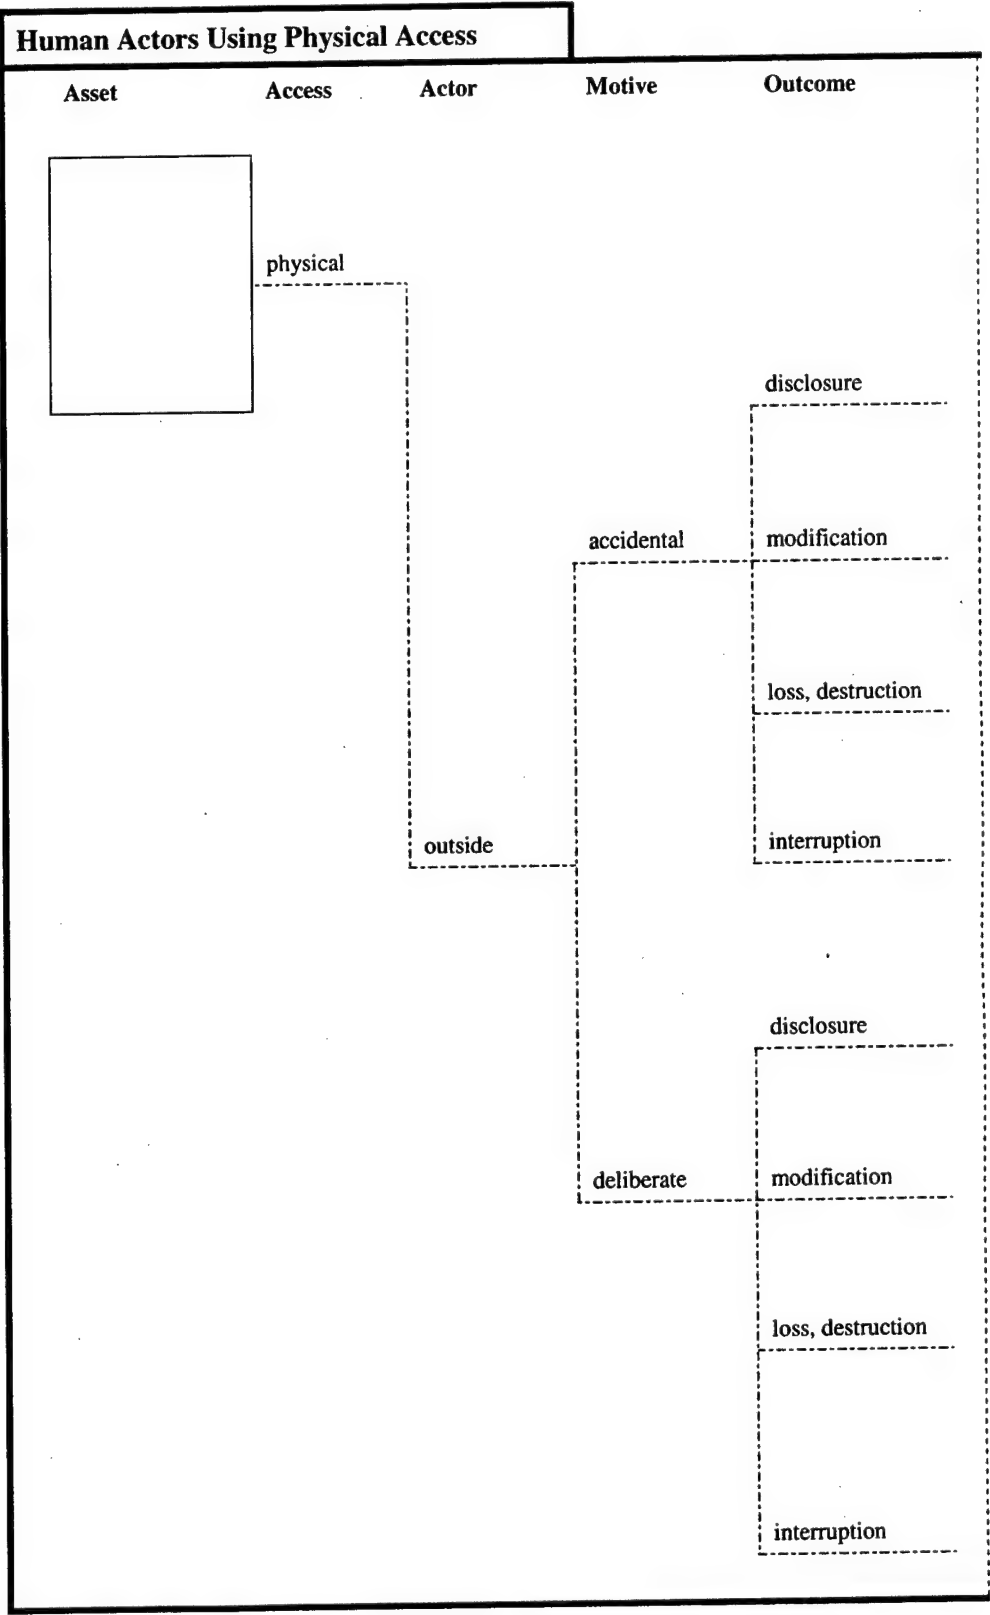 Human Actors Using Physical Access
Asset Access Actor Motive Outcome
physical
disclosure
accidental modification
loss, destruction
outside interruption
disclosure
deliberate modification
loss, destruction
interruption